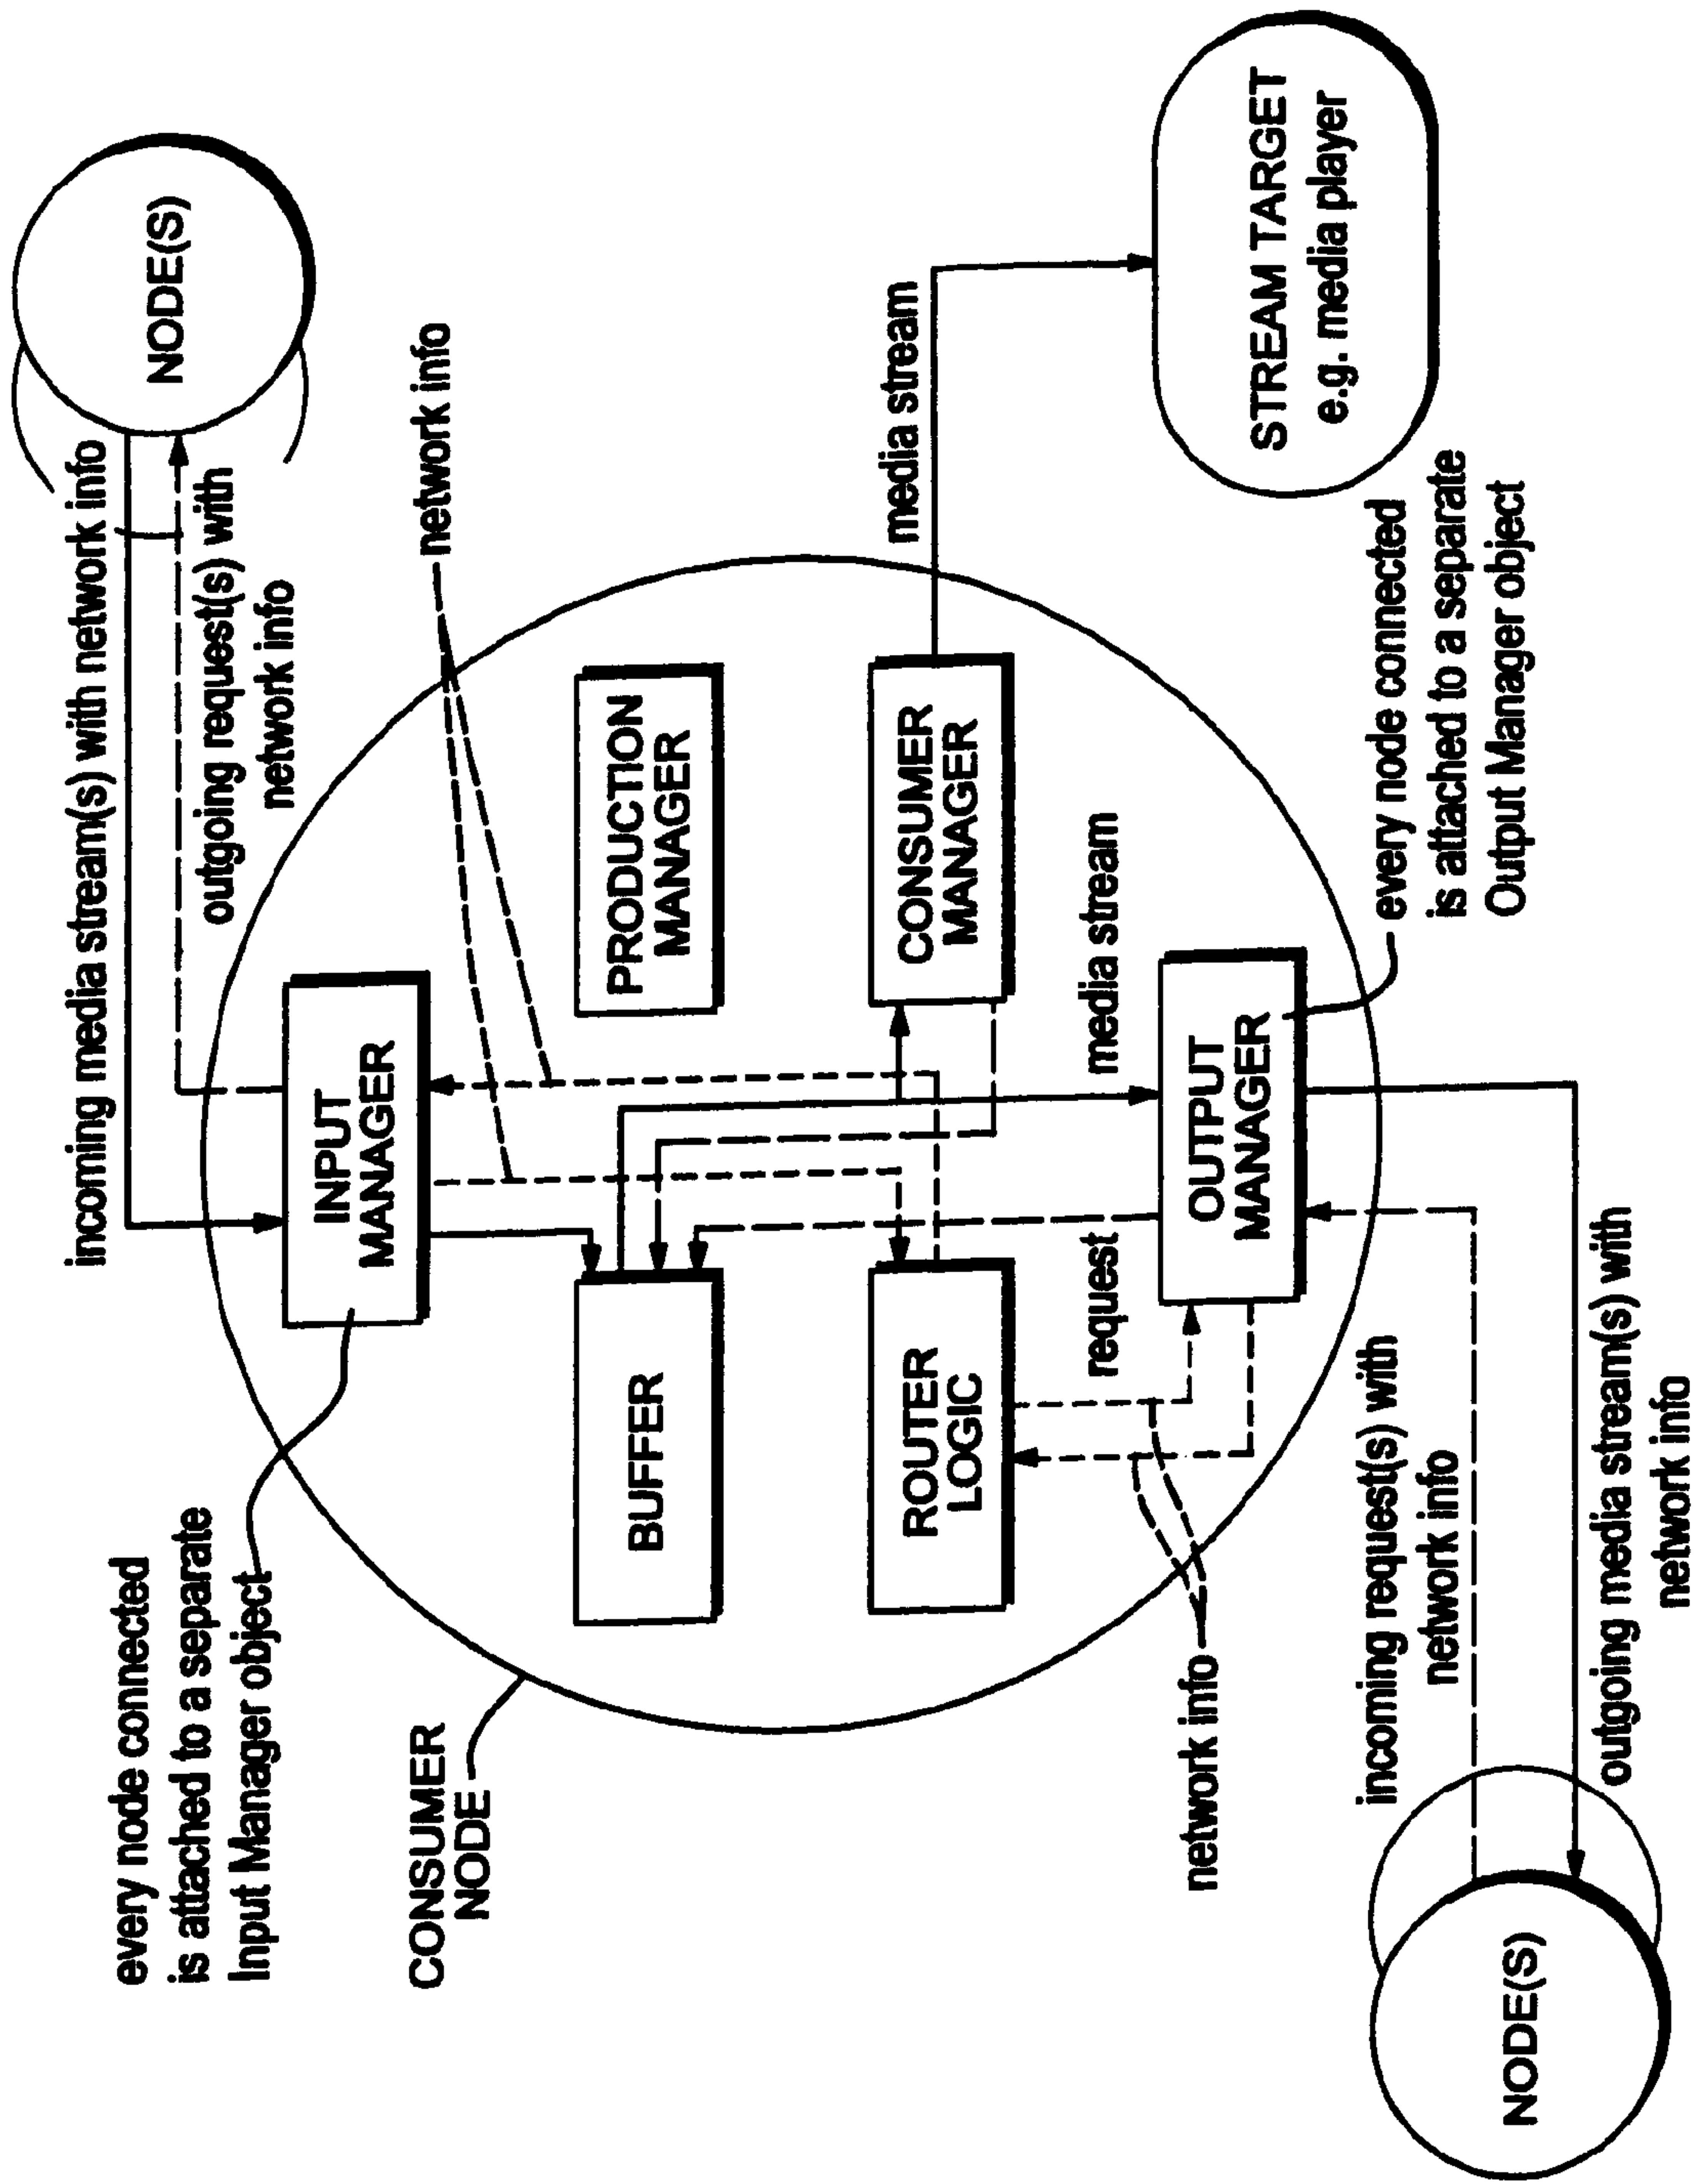 every node connected
is attached to a separate
Input Manager object
incoming media stream(s) with network info
outgoing request(s) with
network info
NODE(S)
CONSUMER
NODE
INPUT
MANAGER
network info
BUFFER
PRODUCTION
MANAGER
ROUTER
LOGIC
CONSUMER
MANAGER
media stream
request
media stream
network info
OUTPUT
MANAGER
STREAM TARGET
e.g. media player
incoming request(s) with
network info
every node connected
is attached to a separate
Output Manager object
NODE(S)
outgoing media stream(s) with
network info